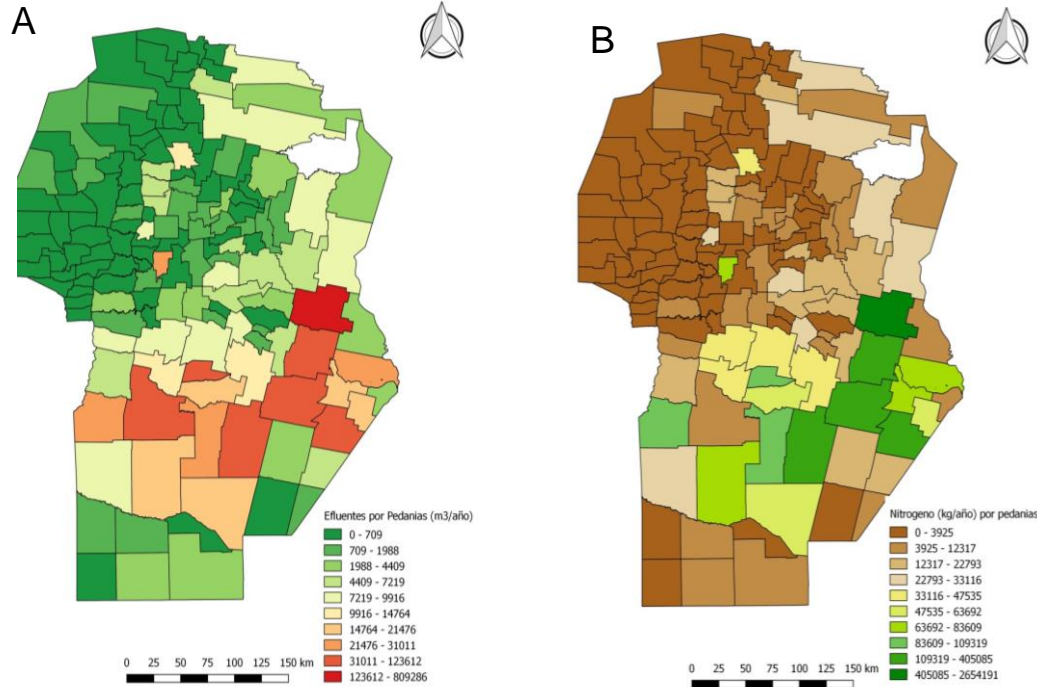 A
B
Efluentes por Pedanias (m3/año)
0 - 709
709 - 1988
1988 - 4409
4409 - 7219
7219 - 9916
9916 - 14764
14764 - 21476
21476 - 31011
31011 - 123612
123612 - 809286
0 25 50 75 100 125 150 km
Nitrogeno (kg/año) por pedanias
0 - 3925
3925 - 12317
12317 - 22793
22793 - 33116
33116 - 47535
47535 - 63692
63692 - 83609
83609 - 109319
109319 - 405085
405085 - 2654191
0 25 50 75 100 125 150 km